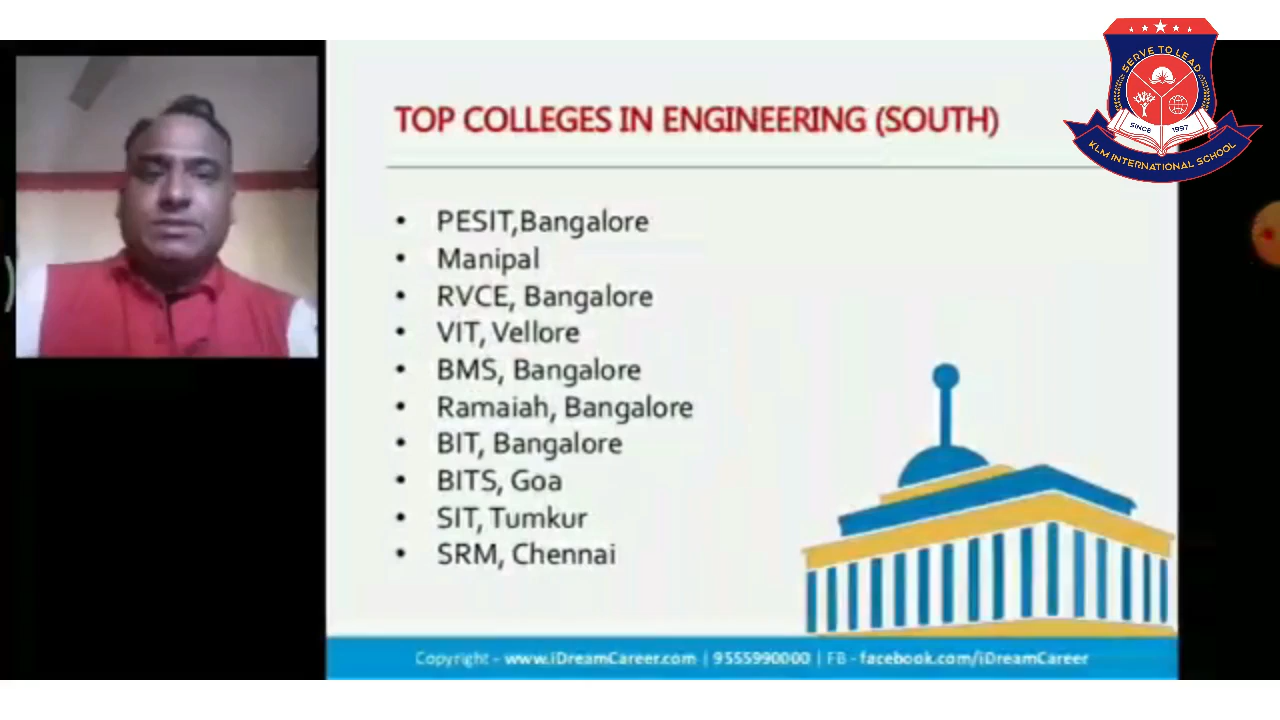 SERVE TO LEAD
SINCE 1997
KLM INTERNATIONAL SCHOOL
TOP COLLEGES IN ENGINEERING (SOUTH)
• PESIT,Bangalore
• Manipal
• RVCE, Bangalore
• VIT, Vellore
• BMS, Bangalore
• Ramaiah, Bangalore
• BIT, Bangalore
• BITS, Goa
• SIT, Tumkur
• SRM, Chennai
Copyright - www.iDreamCareer.com | 9555990000 | FB - facebook.com/iDreamCareer